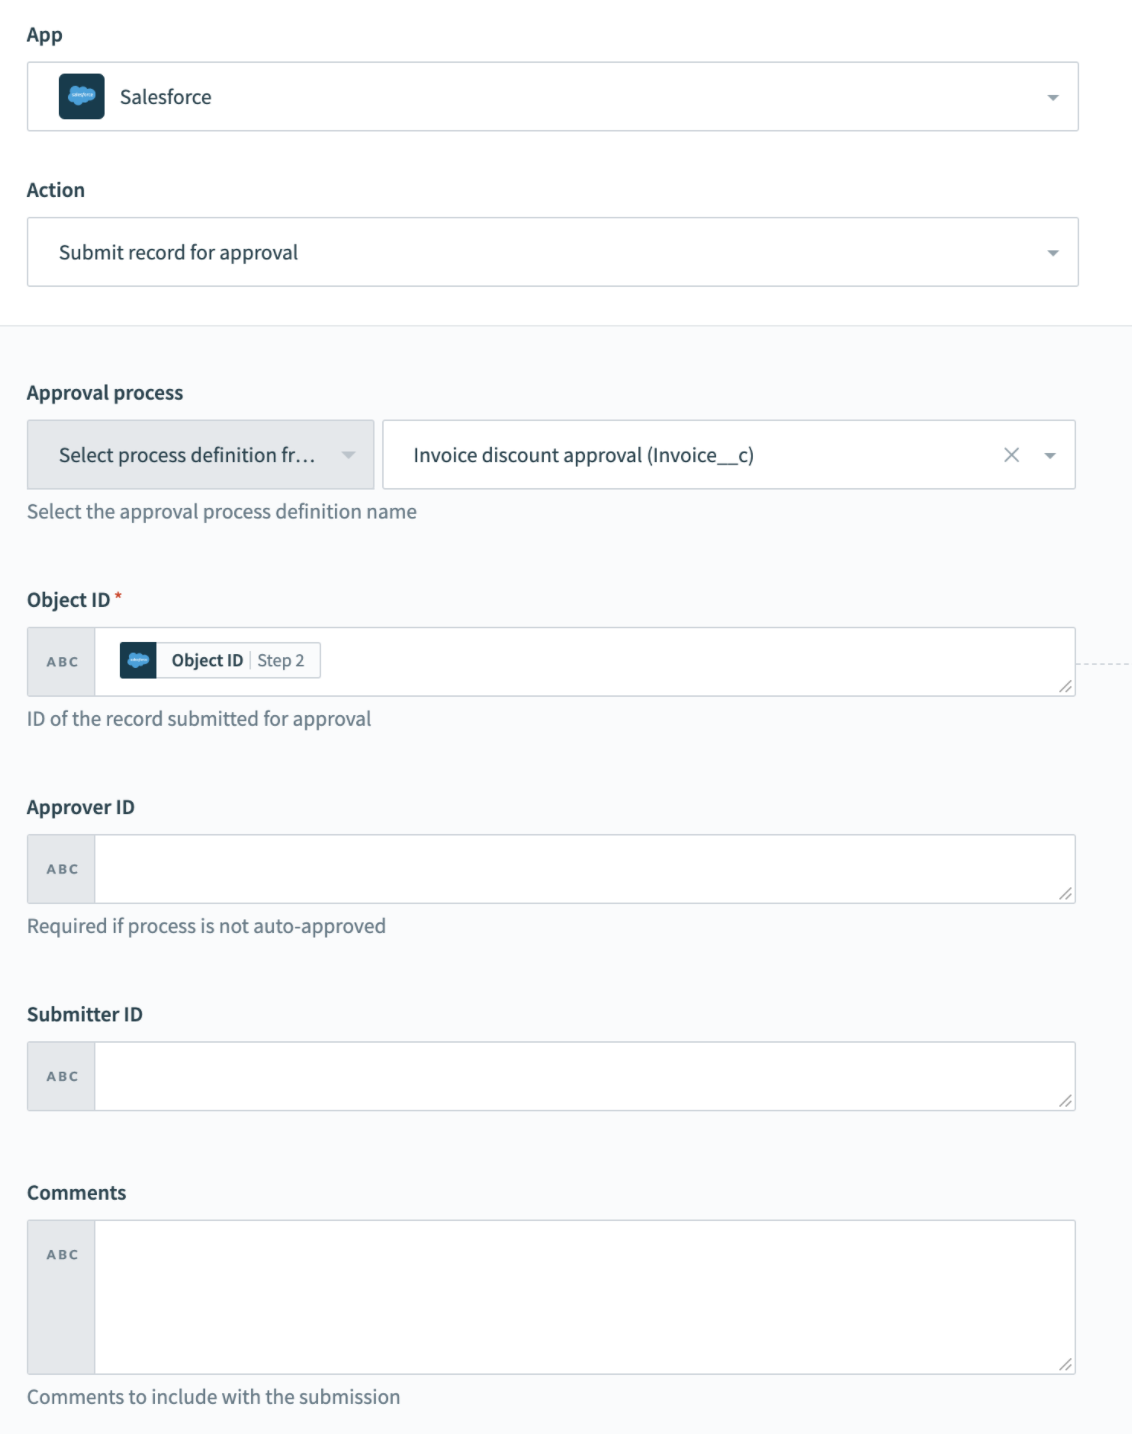 App
Salesforce
Action
Submit record for approval
Approval process
Select process definition fr...
Invoice discount approval (Invoice__c)
Select the approval process definition name
Object ID *
ABC
Object ID | Step 2
ID of the record submitted for approval
Approver ID
ABC
Required if process is not auto-approved
Submitter ID
ABC
Comments
ABC
Comments to include with the submission